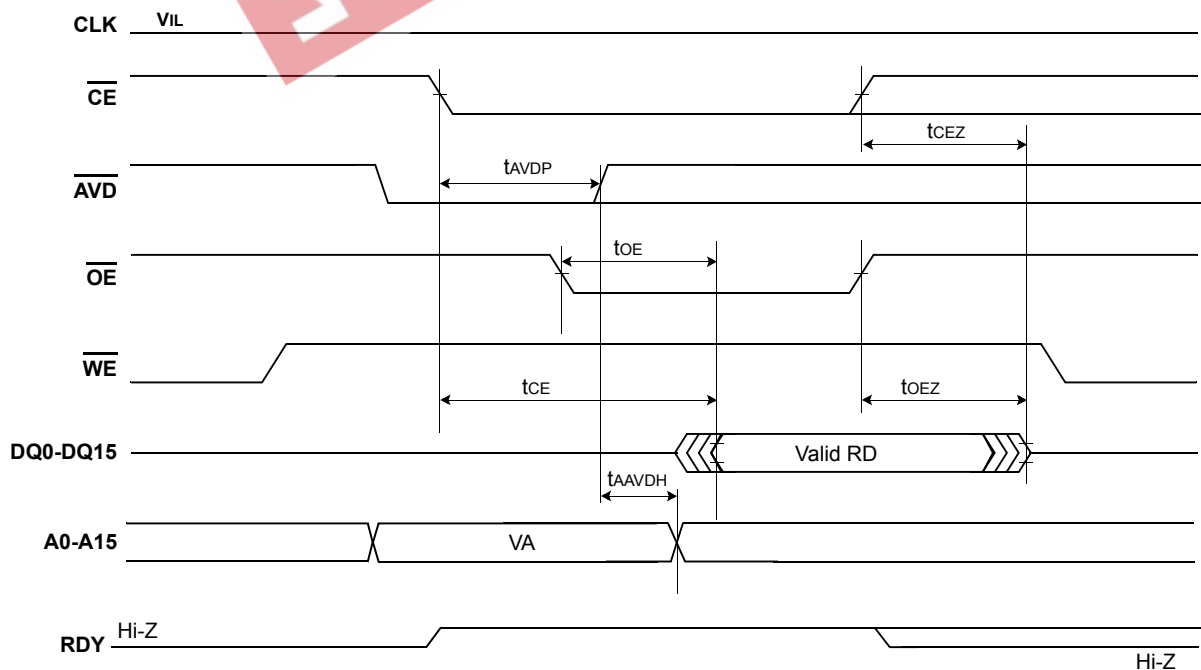 CLK VIL
CE
tCEZ
tAVDP
AVD
tOE
OE
WE
tCE
tOEZ
DQ0-DQ15
Valid RD
tAAVDH
A0-A15
VA
Hi-Z
RDY
Hi-Z